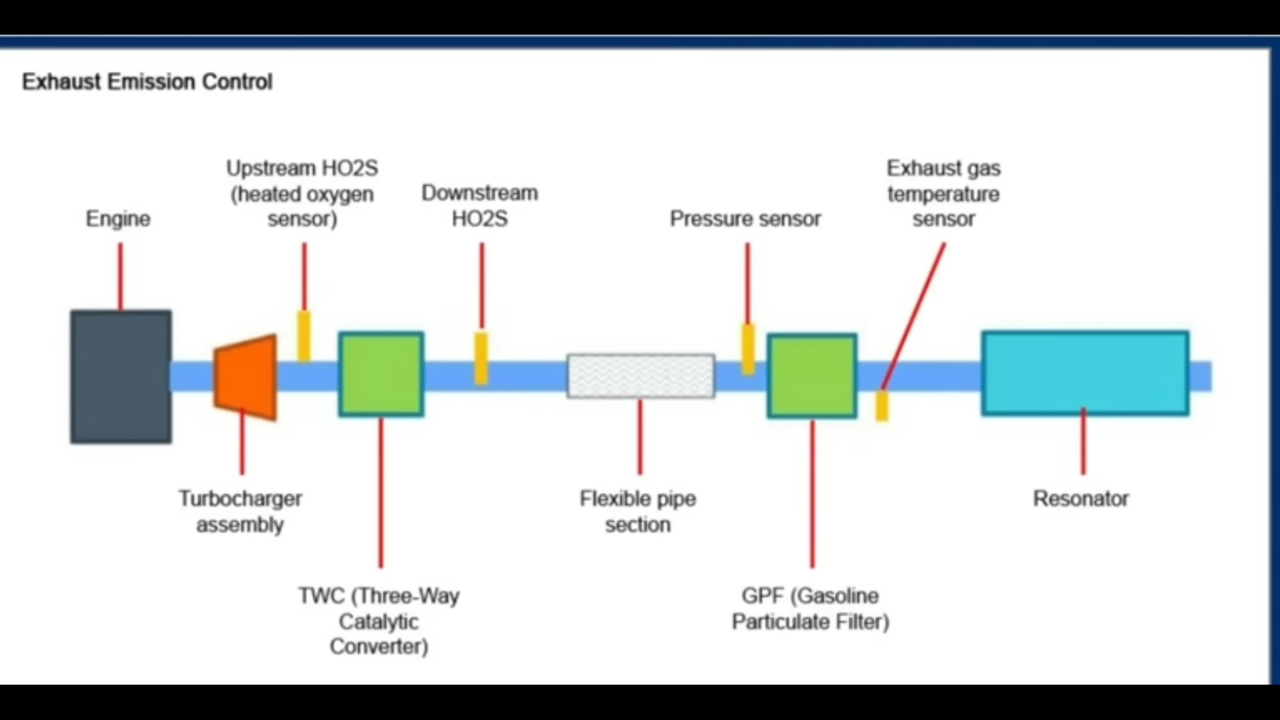 Exhaust Emission Control
Upstream HO2S
(heated oxygen
sensor)
Downstream
HO2S
Exhaust gas
temperature
sensor
Engine
Pressure sensor
Turbocharger
assembly
Flexible pipe
section
Resonator
TWC (Three-Way
Catalytic
Converter)
GPF (Gasoline
Particulate Filter)